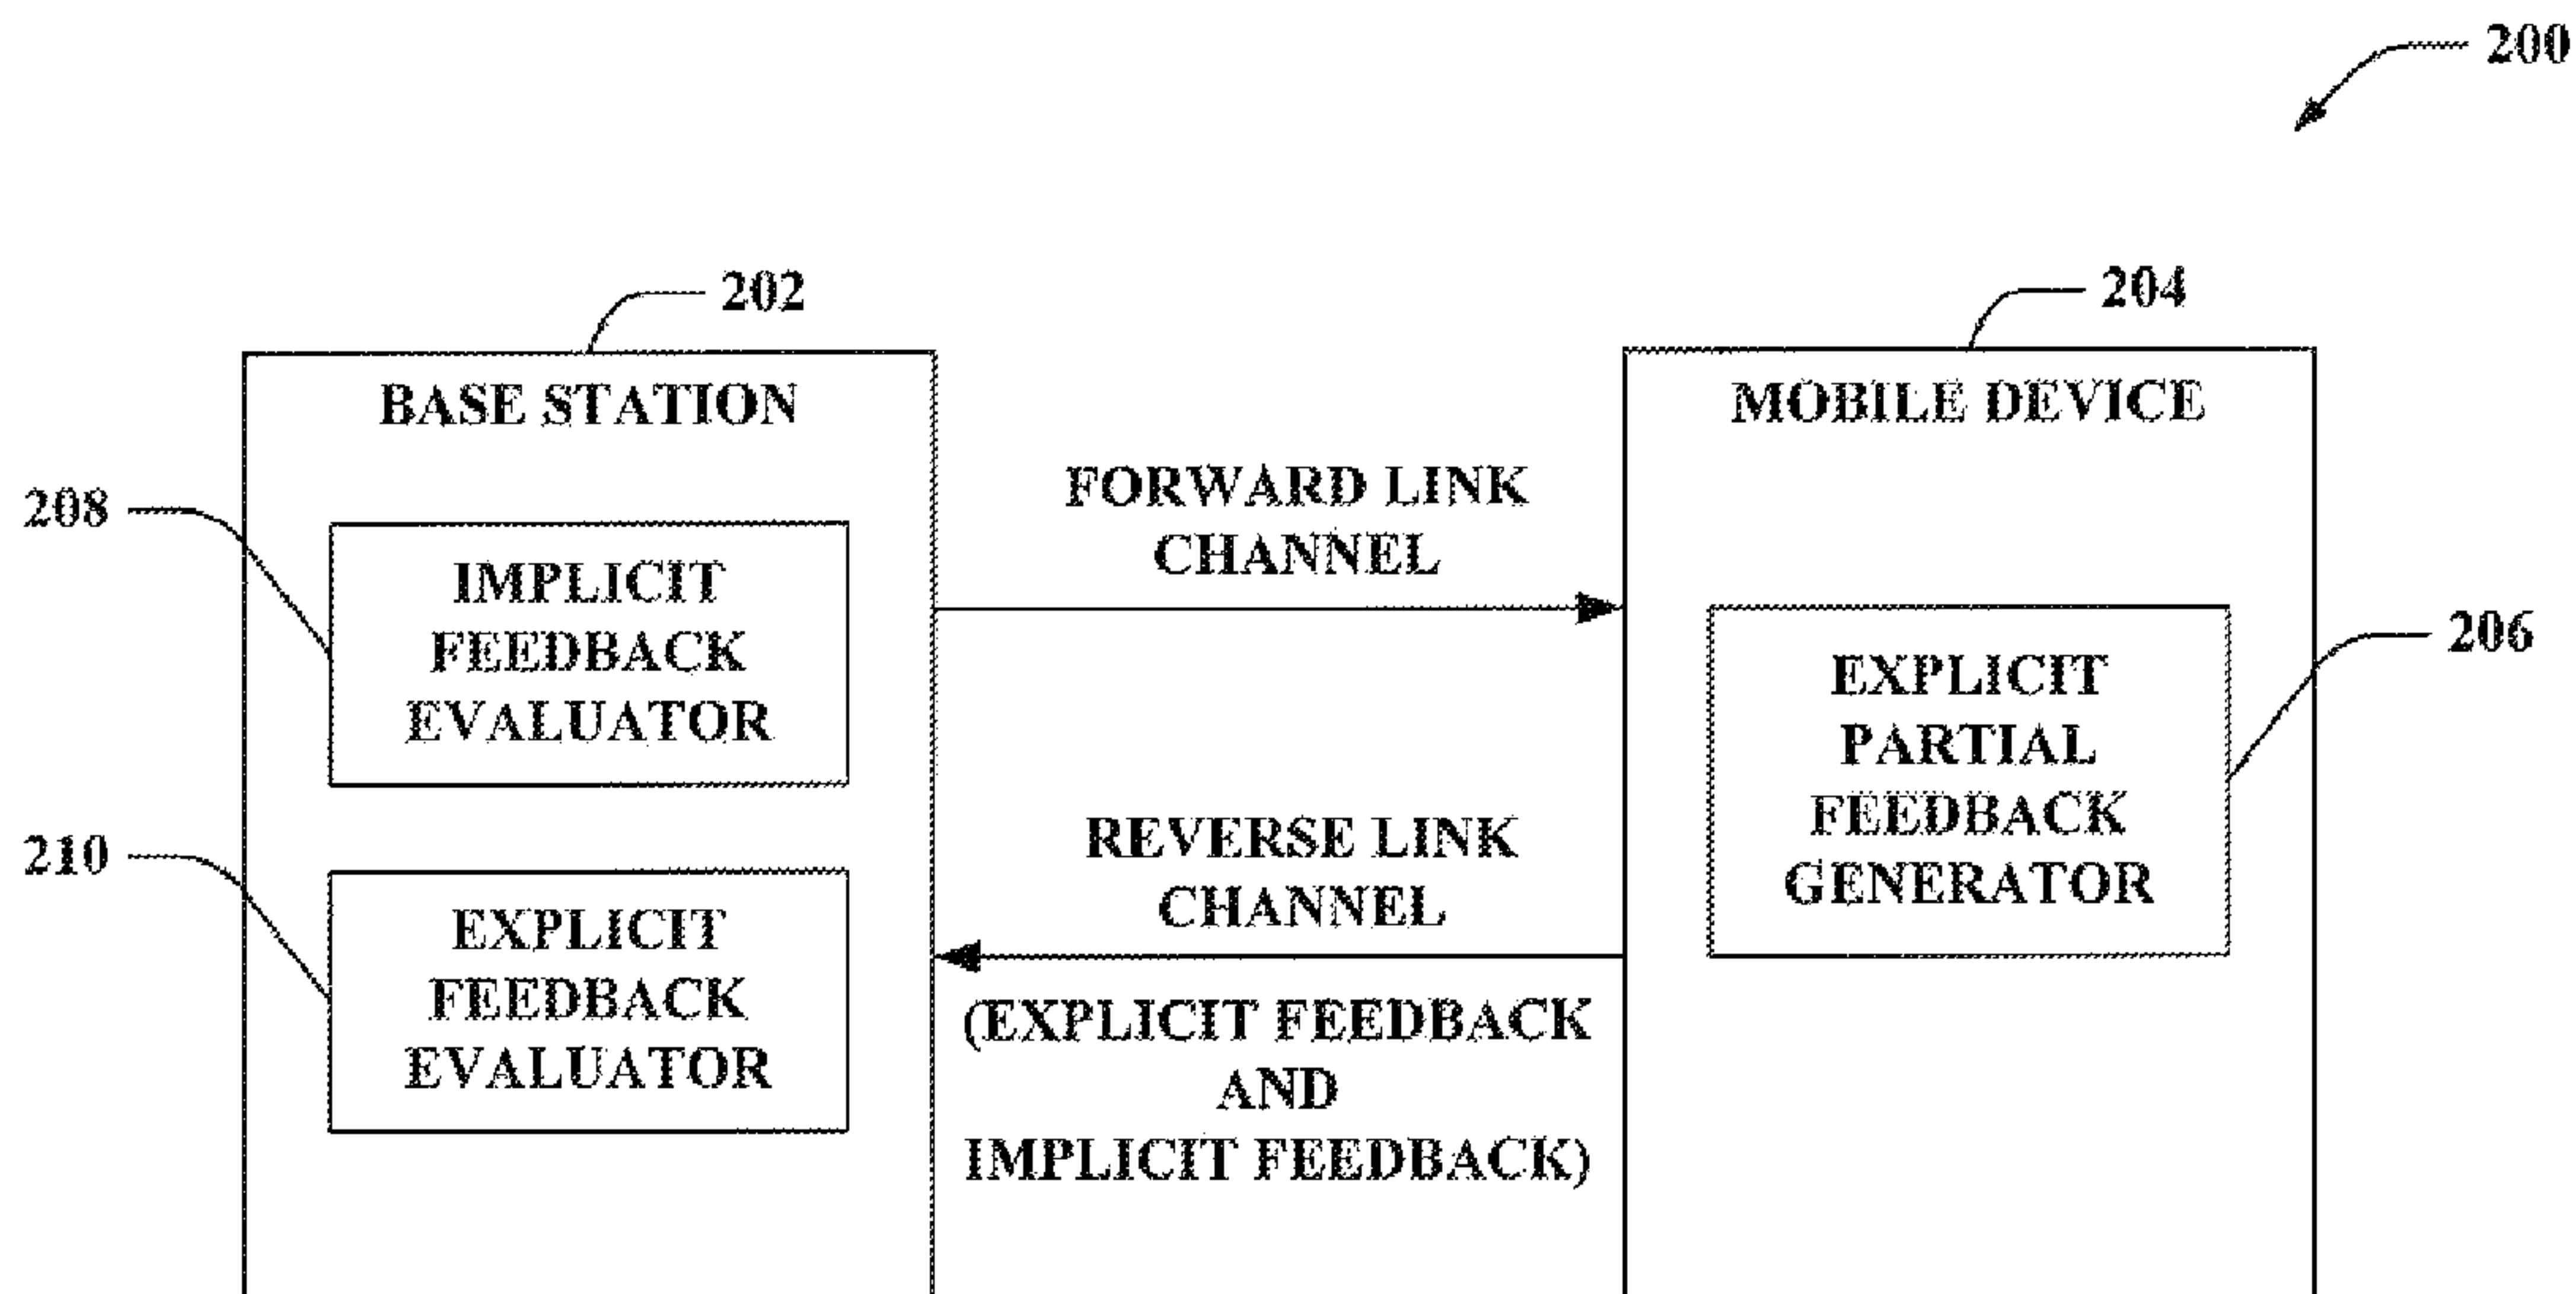 200
202
204
BASE STATION
MOBILE DEVICE
208
IMPLICIT
FEEDBACK
EVALUATOR
FORWARD LINK
CHANNEL
206
EXPLICIT
PARTIAL
FEEDBACK
GENERATOR
210
EXPLICIT
FEEDBACK
EVALUATOR
REVERSE LINK
CHANNEL
(EXPLICIT FEEDBACK
AND
IMPLICIT FEEDBACK)